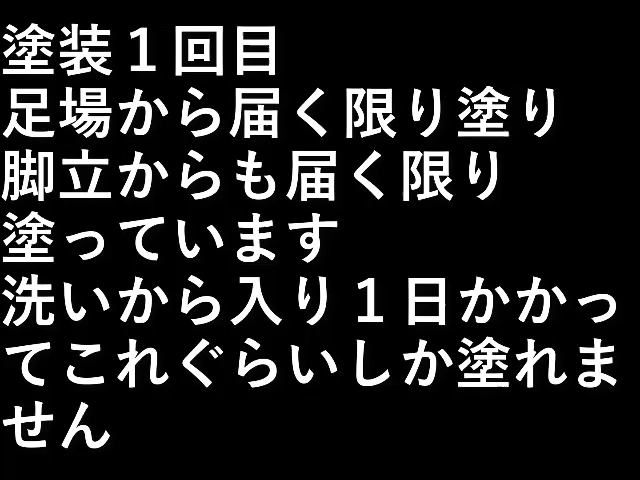 塗装１回目
足場から届く限り塗り
脚立からも届く限り
塗っています
洗いから入り１日かかっ
てこれぐらいしか塗れま
せん